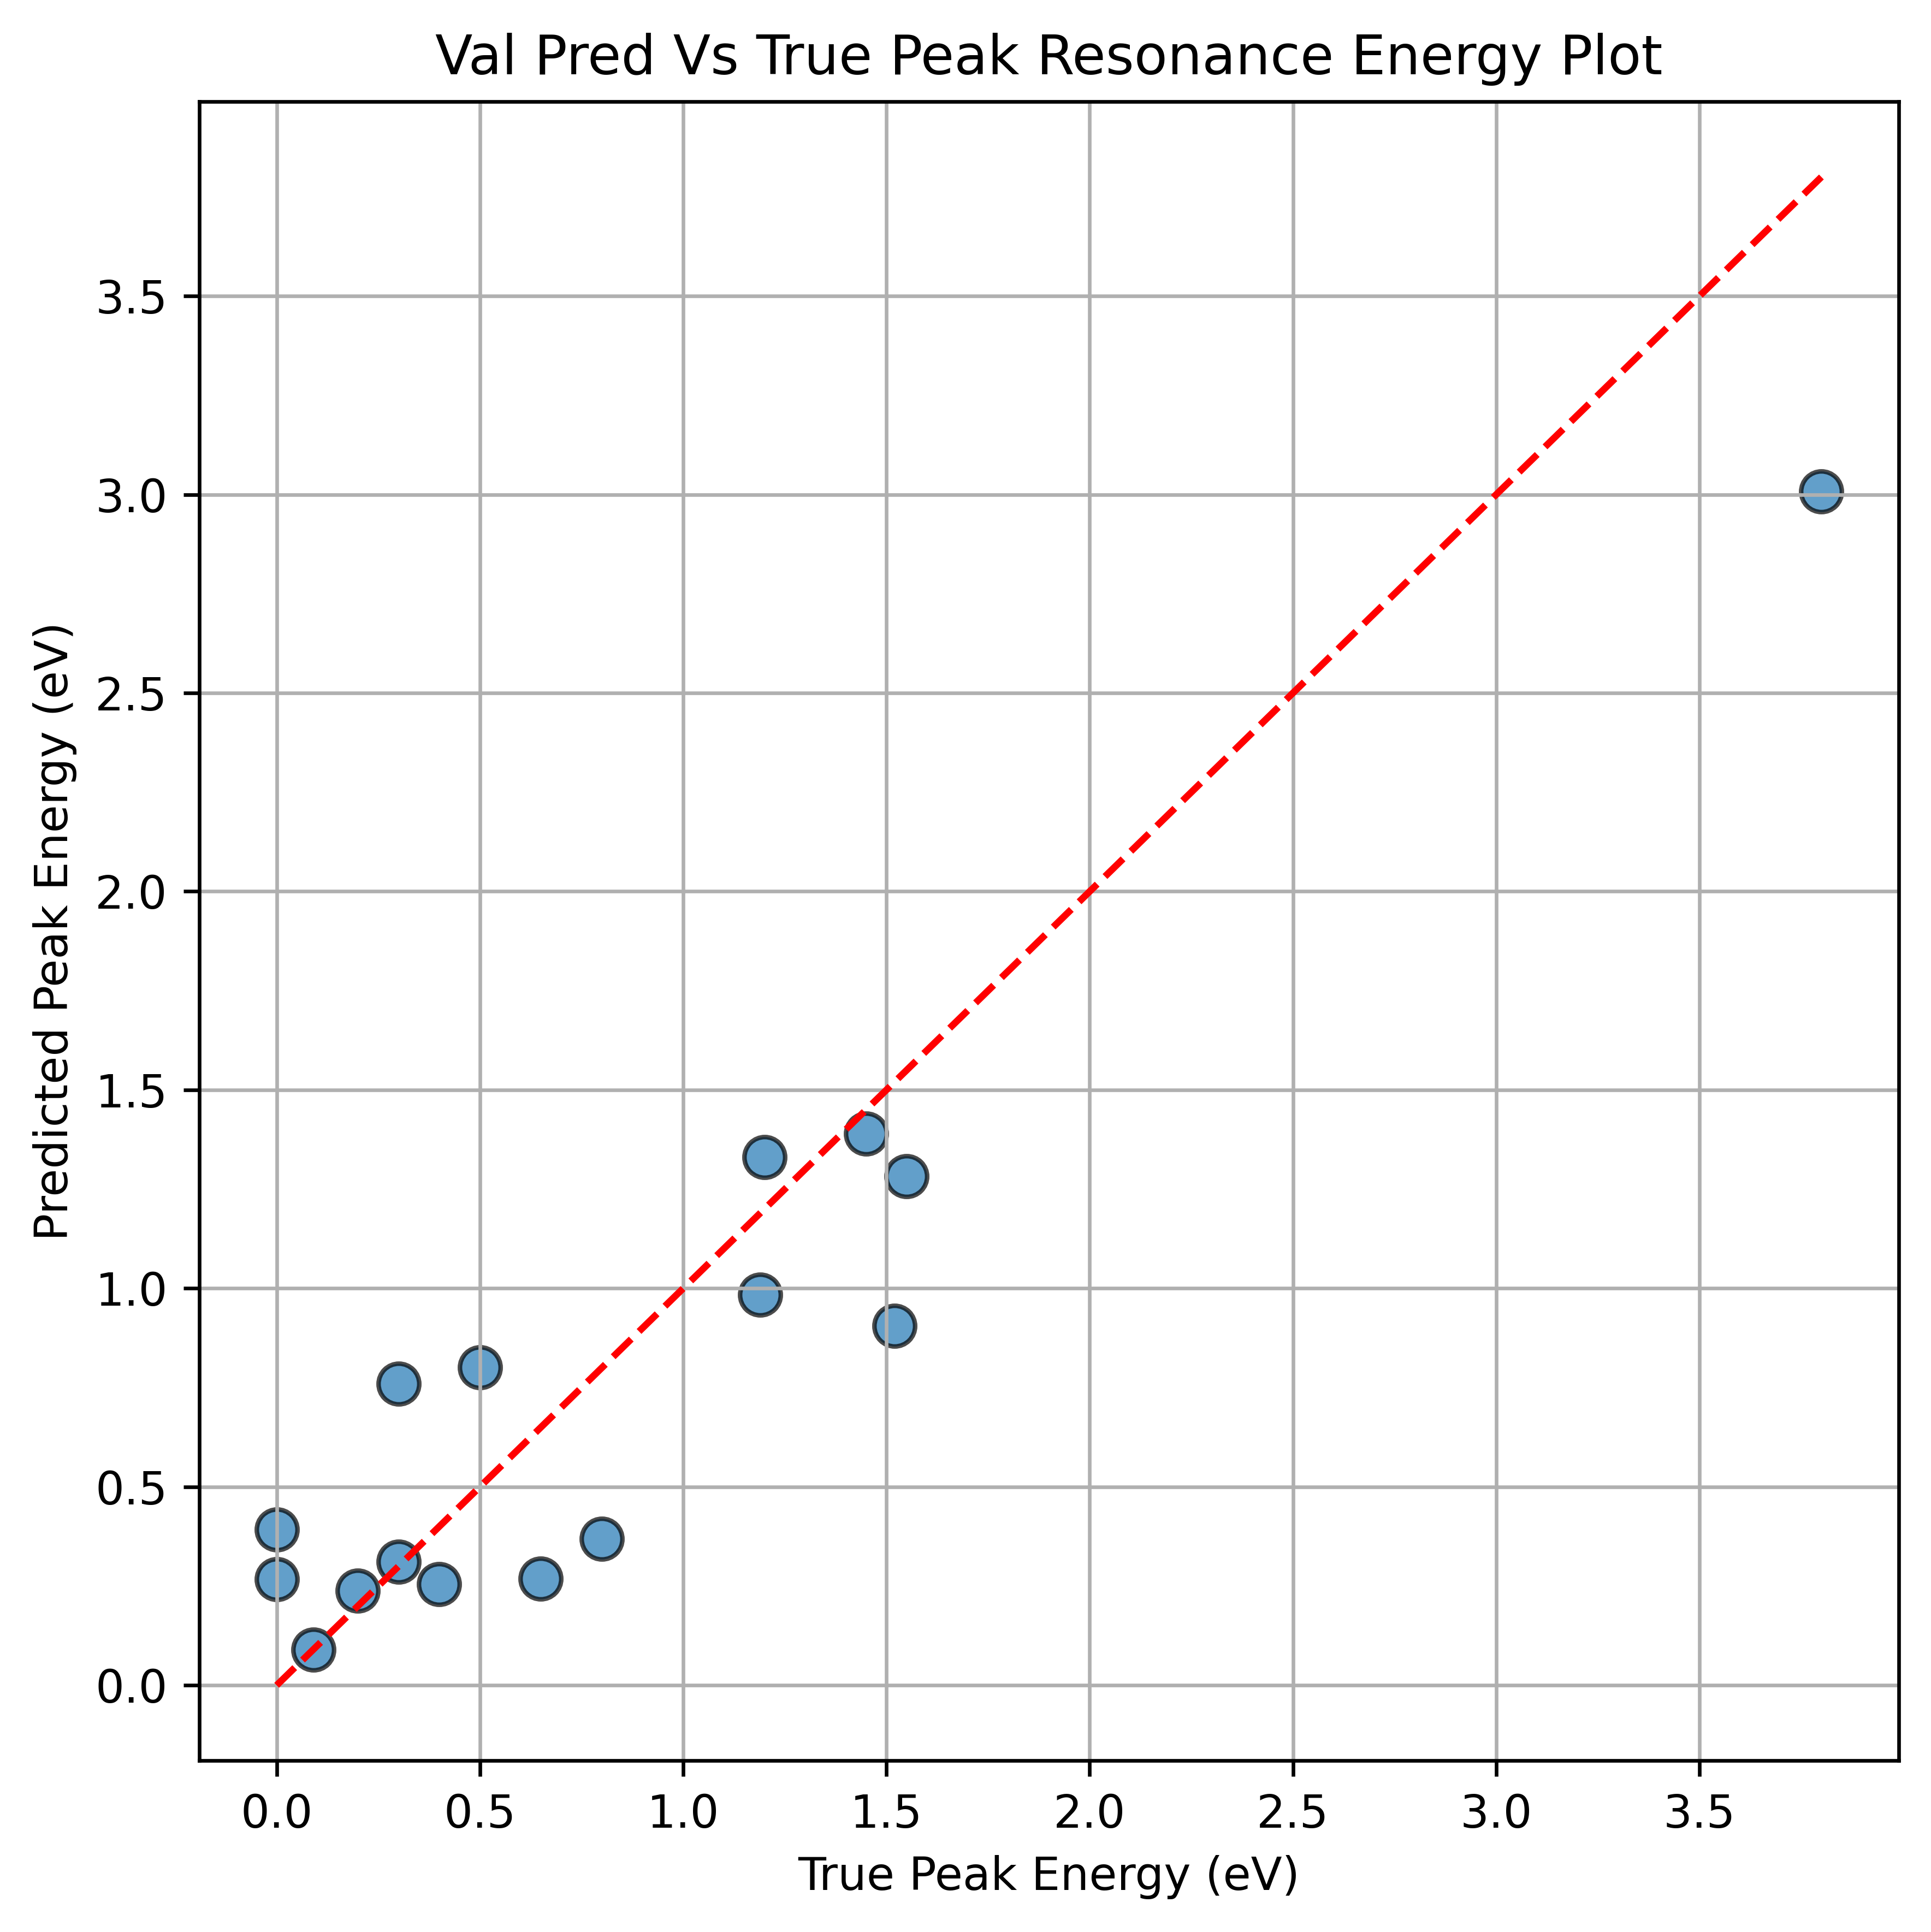 Val Pred Vs True Peak Resonance Energy Plot
Predicted Peak Energy (eV)
3.5
3.0
2.5
2.0
1.5
1.0
0.5
0.0
0.0 0.5 1.0 1.5 2.0 2.5 3.0 3.5
True Peak Energy (eV)